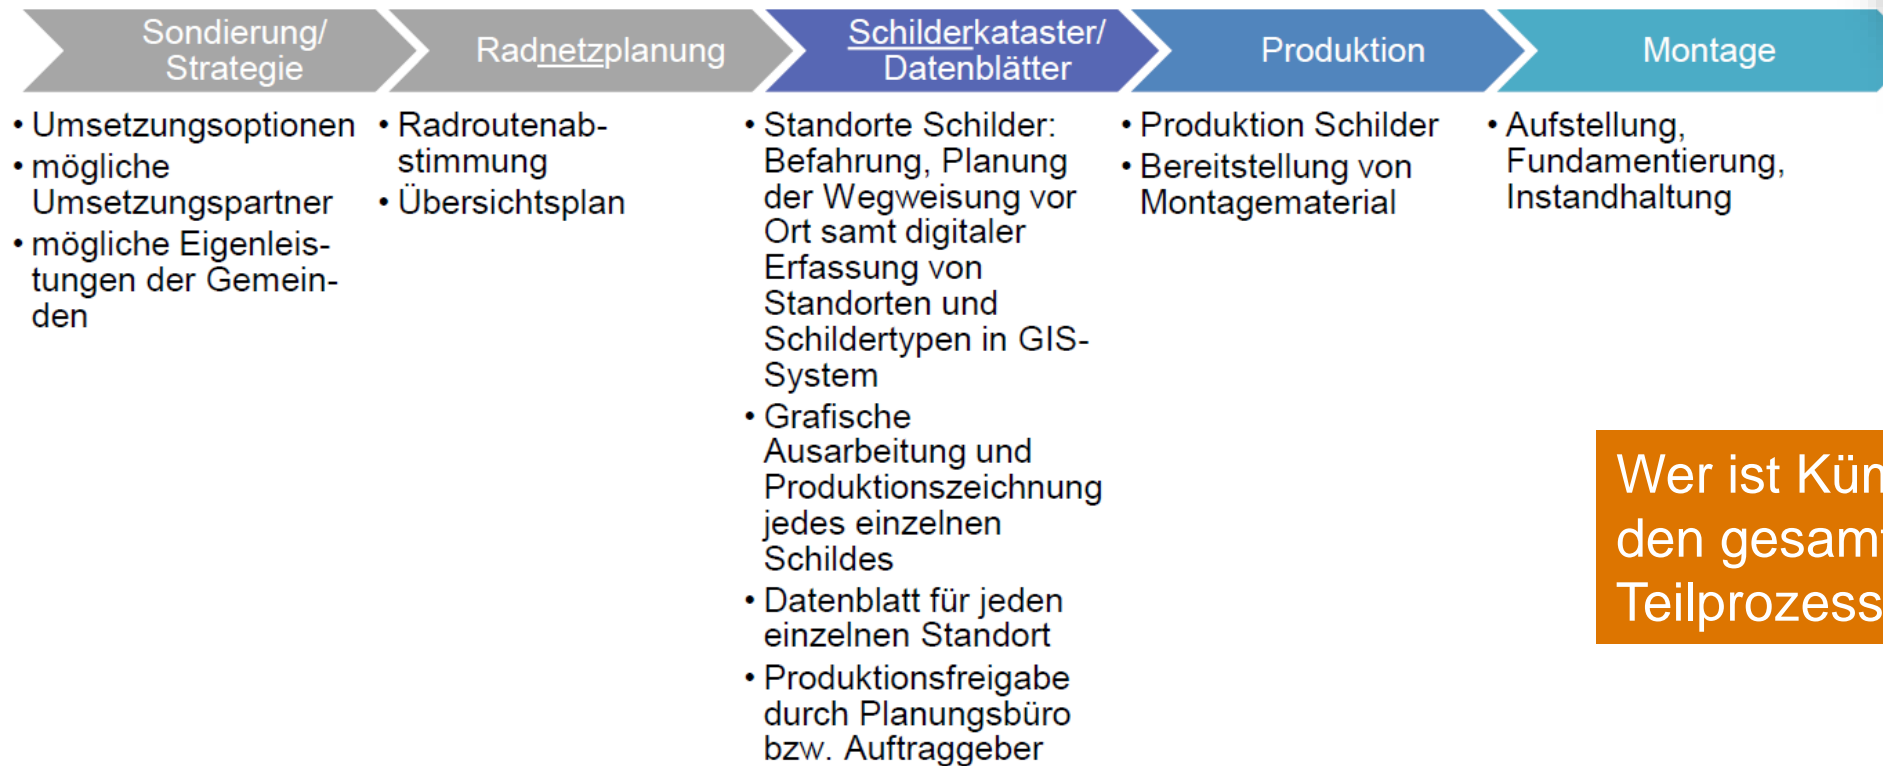 Sondierung/
Strategie
Radnetzplanung
Schilderkataster/
Datenblätter
Produktion
Montage
• Umsetzungsoptionen
• mögliche
Umsetzungspartner
• mögliche Eigenleis-
tungen der Gemein-
den
• Radroutenab-
stimmung
• Übersichtsplan
• Standorte Schilder:
Befahrung, Planung
der Wegweisung vor
Ort samt digitaler
Erfassung von
Standorten und
Schildertypen in GIS-
System
• Grafische
Ausarbeitung und
Produktionszeichnung
jedes einzelnen
Schildes
• Datenblatt für jeden
einzelnen Standort
• Produktionsfreigabe
durch Planungsbüro
bzw. Auftraggeber
• Produktion Schilder
• Bereitstellung von
Montagematerial
• Aufstellung,
Fundamentierung,
Instandhaltung
Wer ist
den
Teilprozess